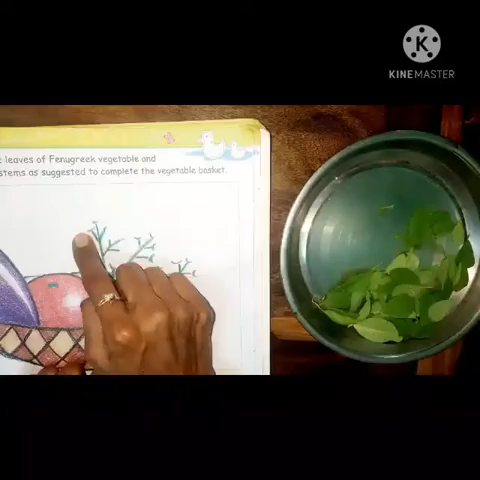 K
KINEMASTER
leaves of Fenugreek vegetable and
stems as suggested to complete the vegetable basket.